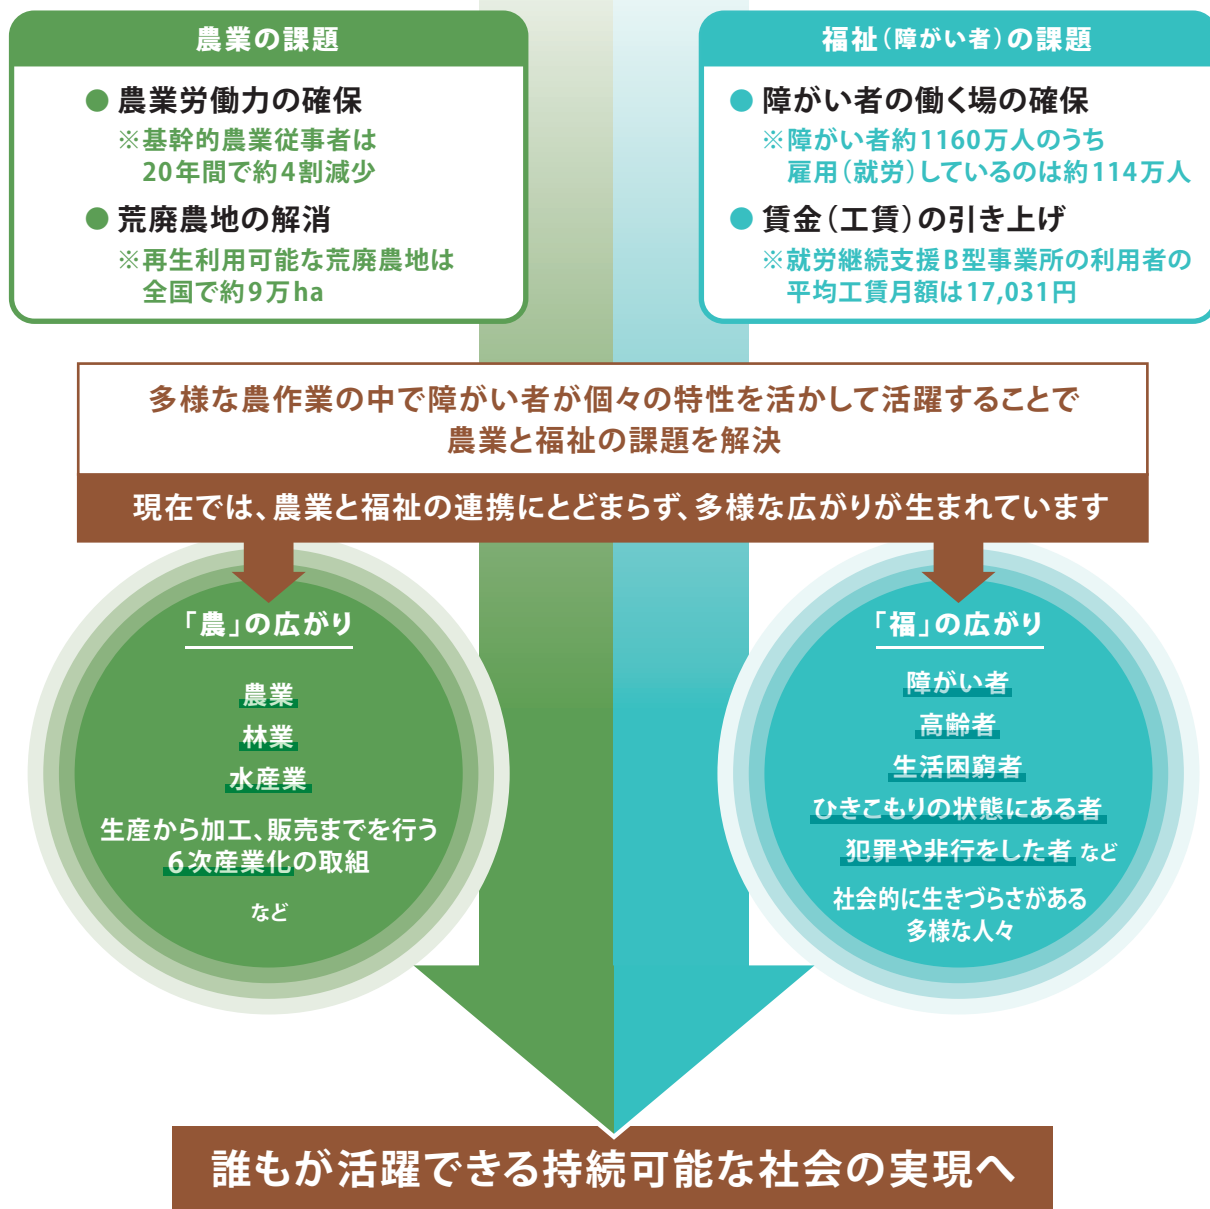 農業の課題
● 農業労働力の確保
※基幹的農業従事者は
20年間で約4割減少
● 荒廃農地の解消
※再生利用可能な荒廃農地は
全国で約9万ha
福祉(障がい者)の課題
● 障がい者の働く場の確保
※障がい者約1160万人のうち
雇用(就労)しているのは約114万人
● 賃金(工賃)の引き上げ
※就労継続支援B型事業所の利用者の
平均工賃月額は17,031円
多様な農作業の中で障がい者が個々の特性を活かして活躍することで
農業と福祉の課題を解決
現在では、農業と福祉の連携にとどまらず、多様な広がりが生まれています
「農」の広がり
農業
林業
水産業
生産から加工、販売までを行う
6次産業化の取組
など
「福」の広がり
障がい者
高齢者
生活困窮者
ひきこもりの状態にある者
犯罪や非行をした者 など
社会的に生きづらさがある
多様な人々
誰もが活躍できる持続可能な社会の実現へ